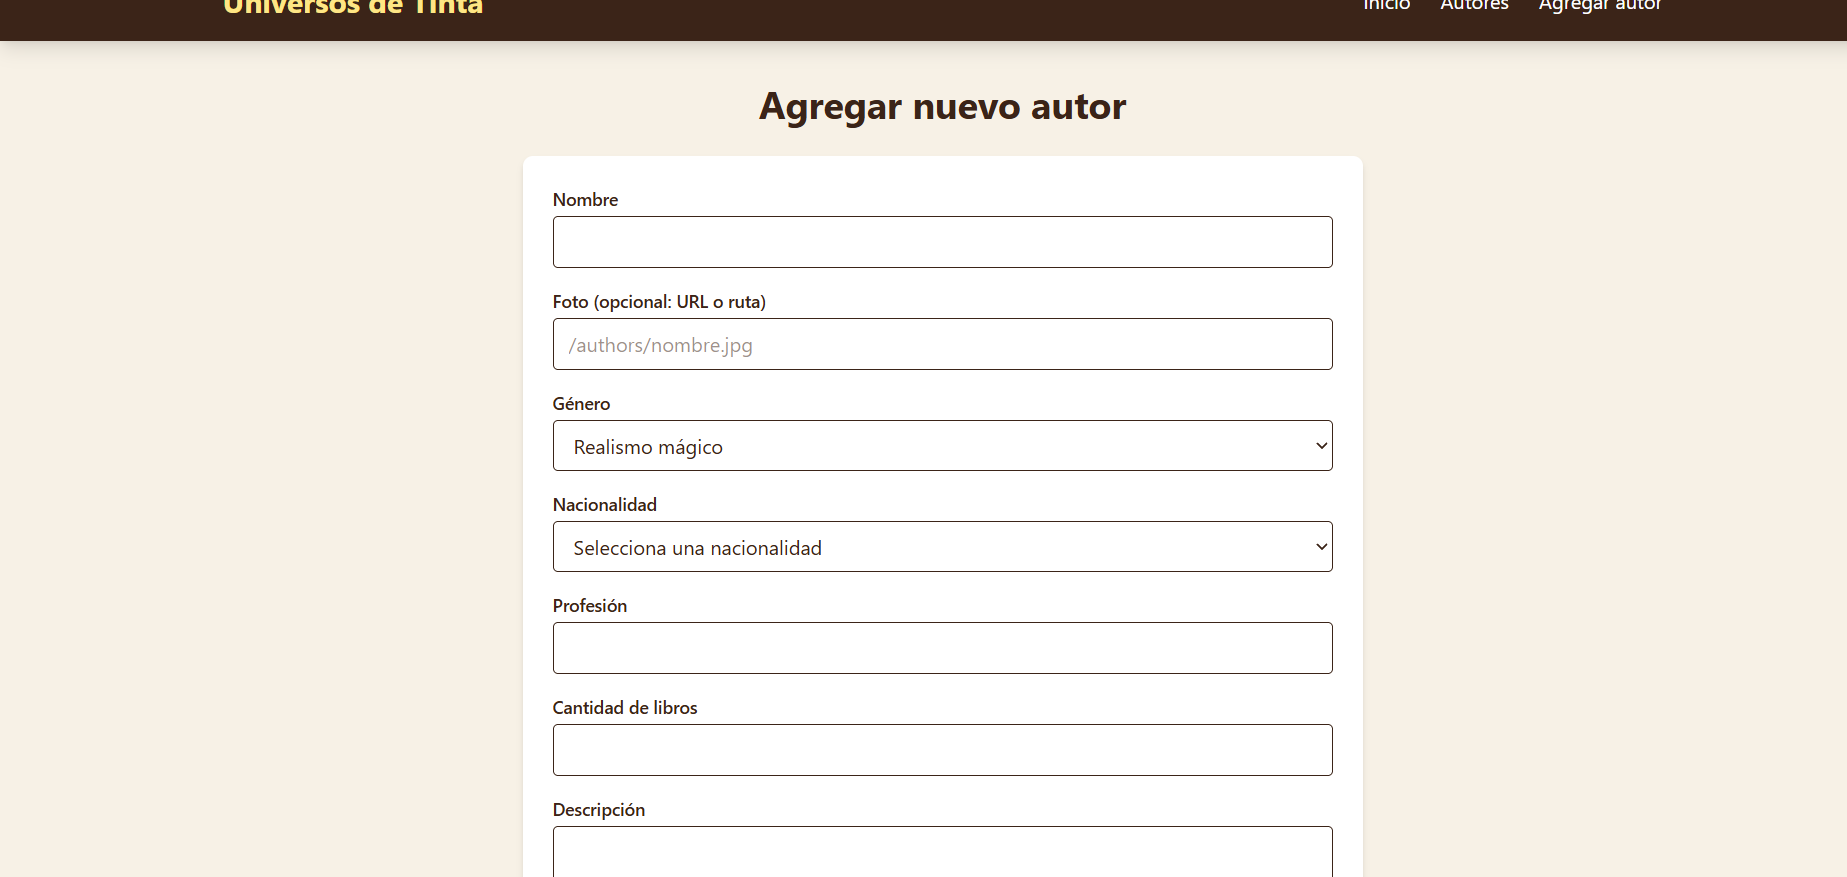 Universos de Tinta
Inicio Autores Agregar autor
Agregar nuevo autor
Nombre
Foto (opcional: URL o ruta)
/authors/nombre.jpg
Género
Realismo mágico
Nacionalidad
Selecciona una nacionalidad
Profesión
Cantidad de libros
Descripción